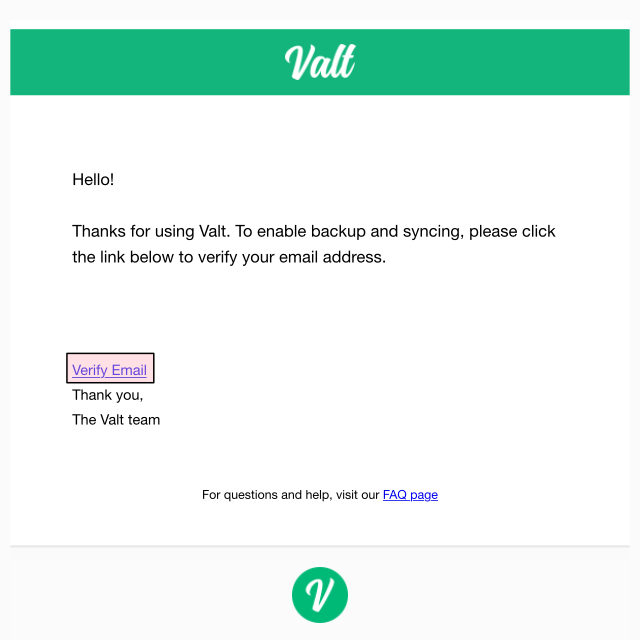 Valt
Hello!
Thanks for using Valt. To enable backup and syncing, please click
the link below to verify your email address.
Verify Email
Thank you,
The Valt team
For questions and help, visit our FAQ page
V